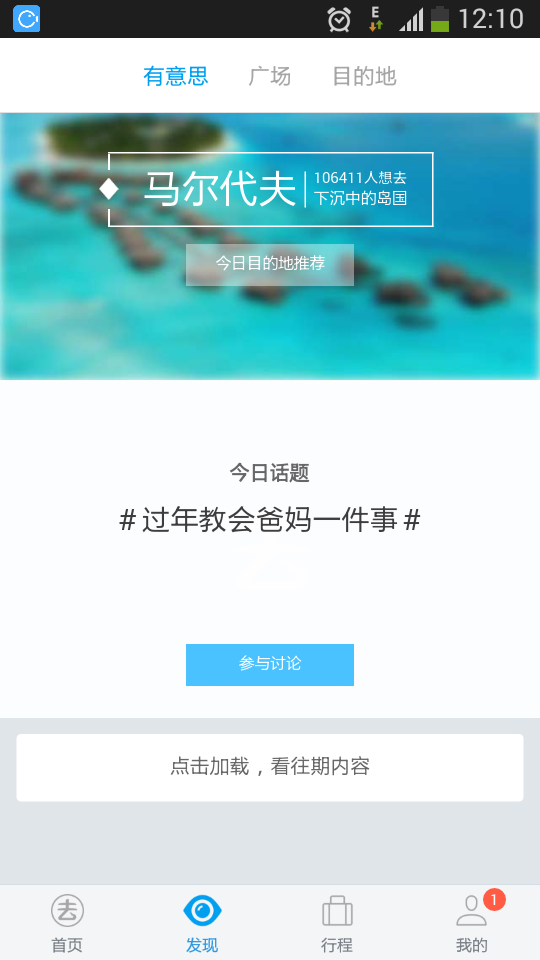 E
12:10
有意思
广场
目的地
马尔代夫
106411人想去
下沉中的岛国
今日目的地推荐
今日话题
#过年教会爸妈一件事#
参与讨论
点击加载，看往期内容
去
1
首页
发现
行程
我的